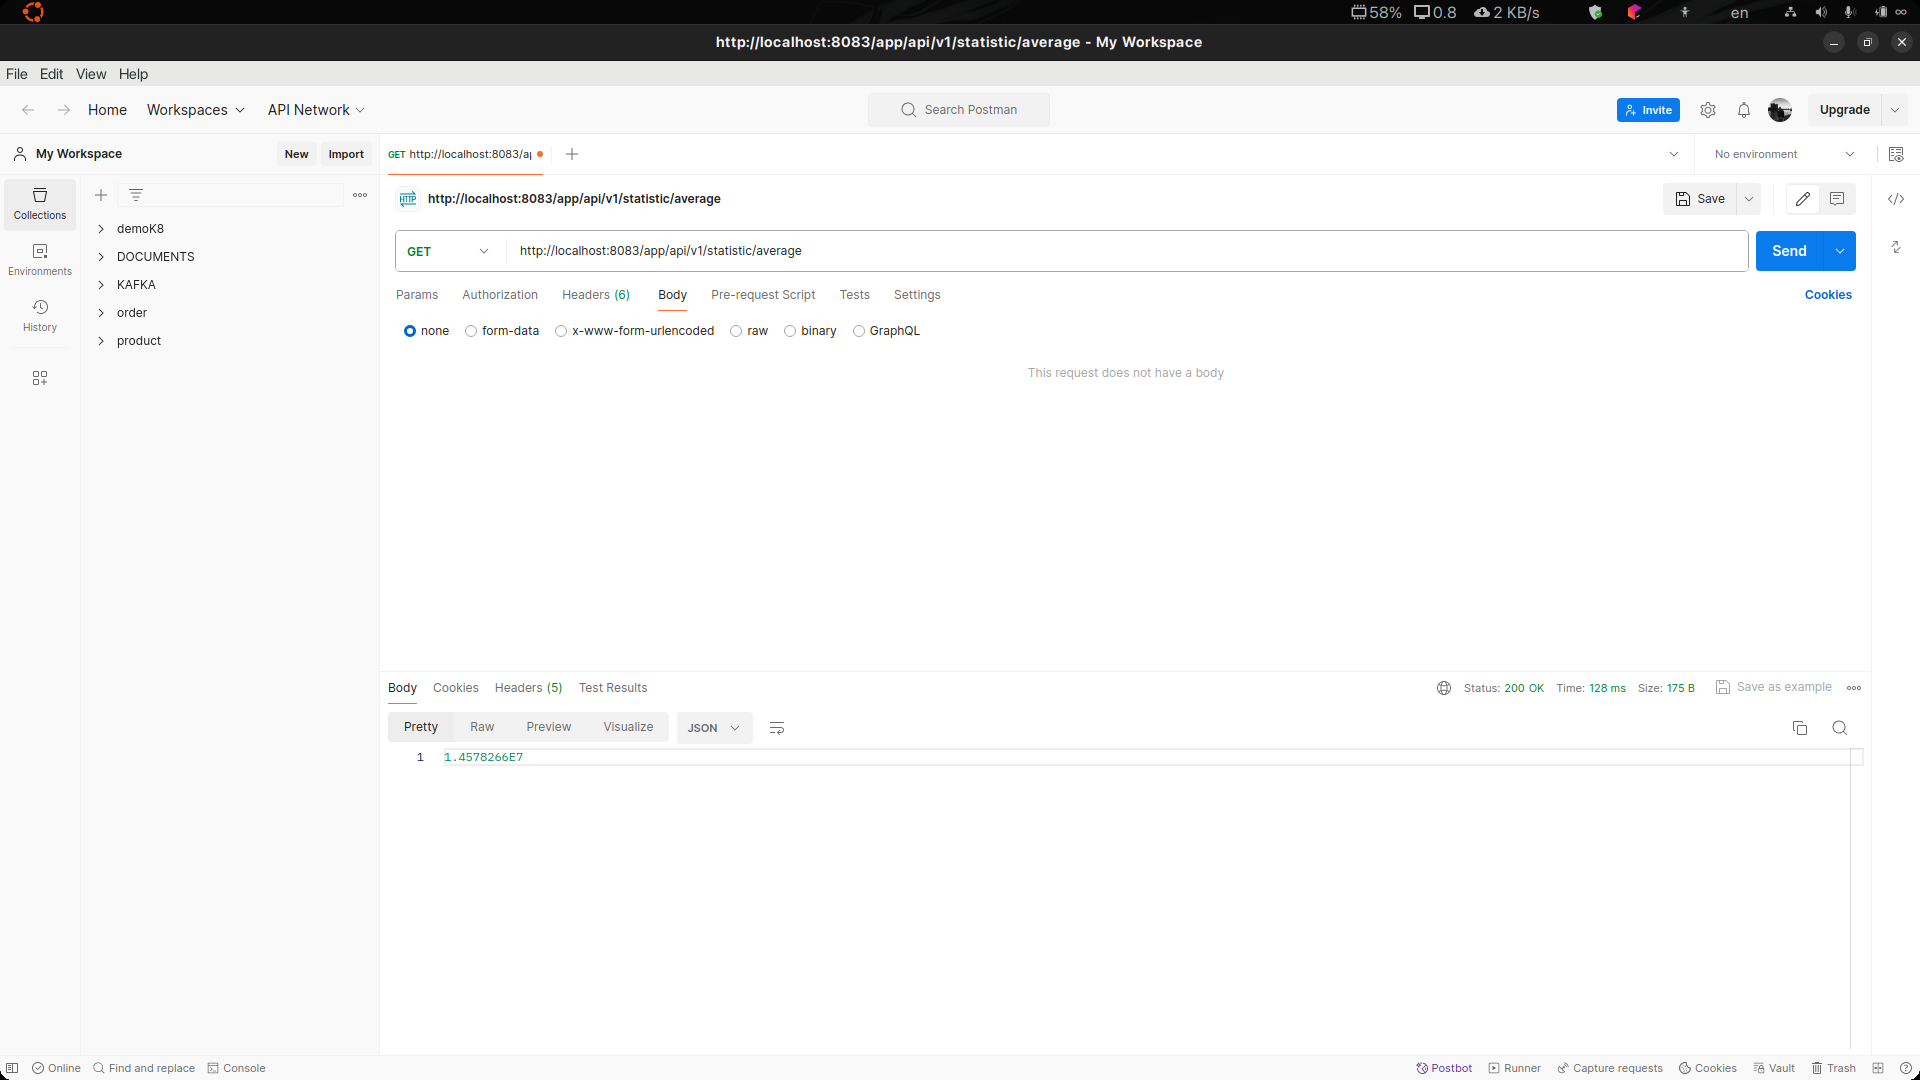 58% 0.8 2 KB/s en
http://localhost:8083/app/api/v1/statistic/average - My Workspace
File Edit View Help
Home Workspaces API Network Search Postman Invite Upgrade
My Workspace New Import GET http://localhost:8083/a No environment
Collections
Environments
History
demoK8
DOCUMENTS
KAFKA
order
product
HTTP http://localhost:8083/app/api/v1/statistic/average Save
GET http://localhost:8083/app/api/v1/statistic/average Send
Params Authorization Headers (6) Body Pre-request Script Tests Settings Cookies
none form-data x-www-form-urlencoded raw binary GraphQL
This request does not have a body
Body Cookies Headers (5) Test Results Status: 200 OK Time: 128 ms Size: 175 B Save as example
Pretty Raw Preview Visualize JSON
1 1.4578266E7
Online Find and replace Console Postbot Runner Capture requests Cookies Vault Trash